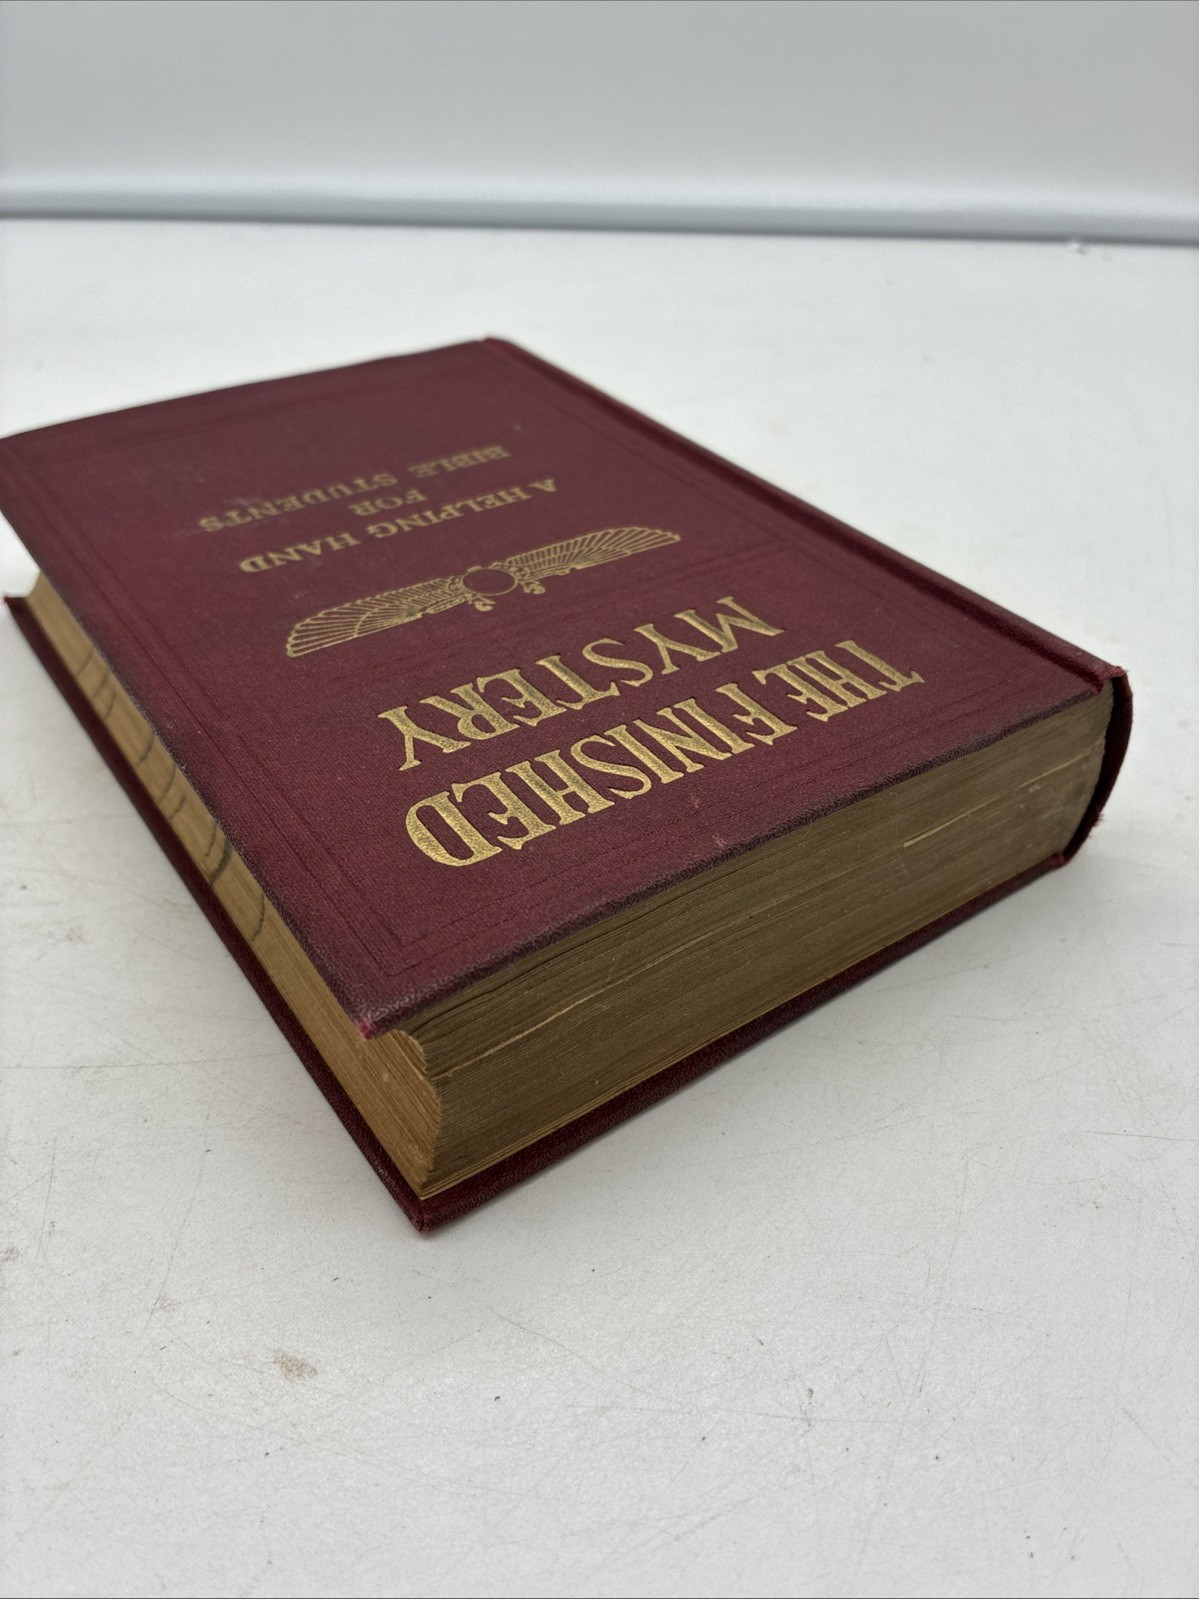 THE FINISHED
MYSTERY
A HELPING HAND
FOR
BIBLE STUDENTS